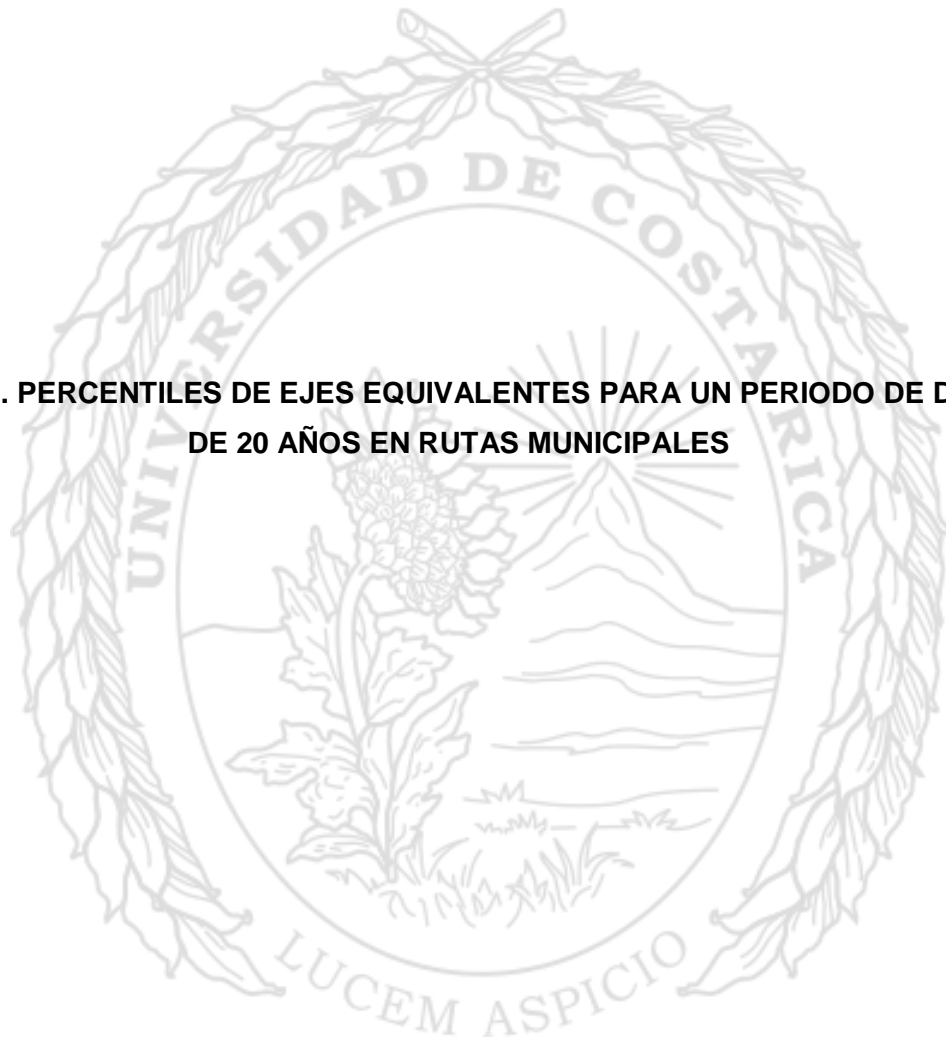 UNIVERSIDAD DE COSTA RICA
. PERCENTILES DE EJES EQUIVALENTES PARA UN PERIODO DE D
DE 20 AÑOS EN RUTAS MUNICIPALES
LUCEM ASPICIO